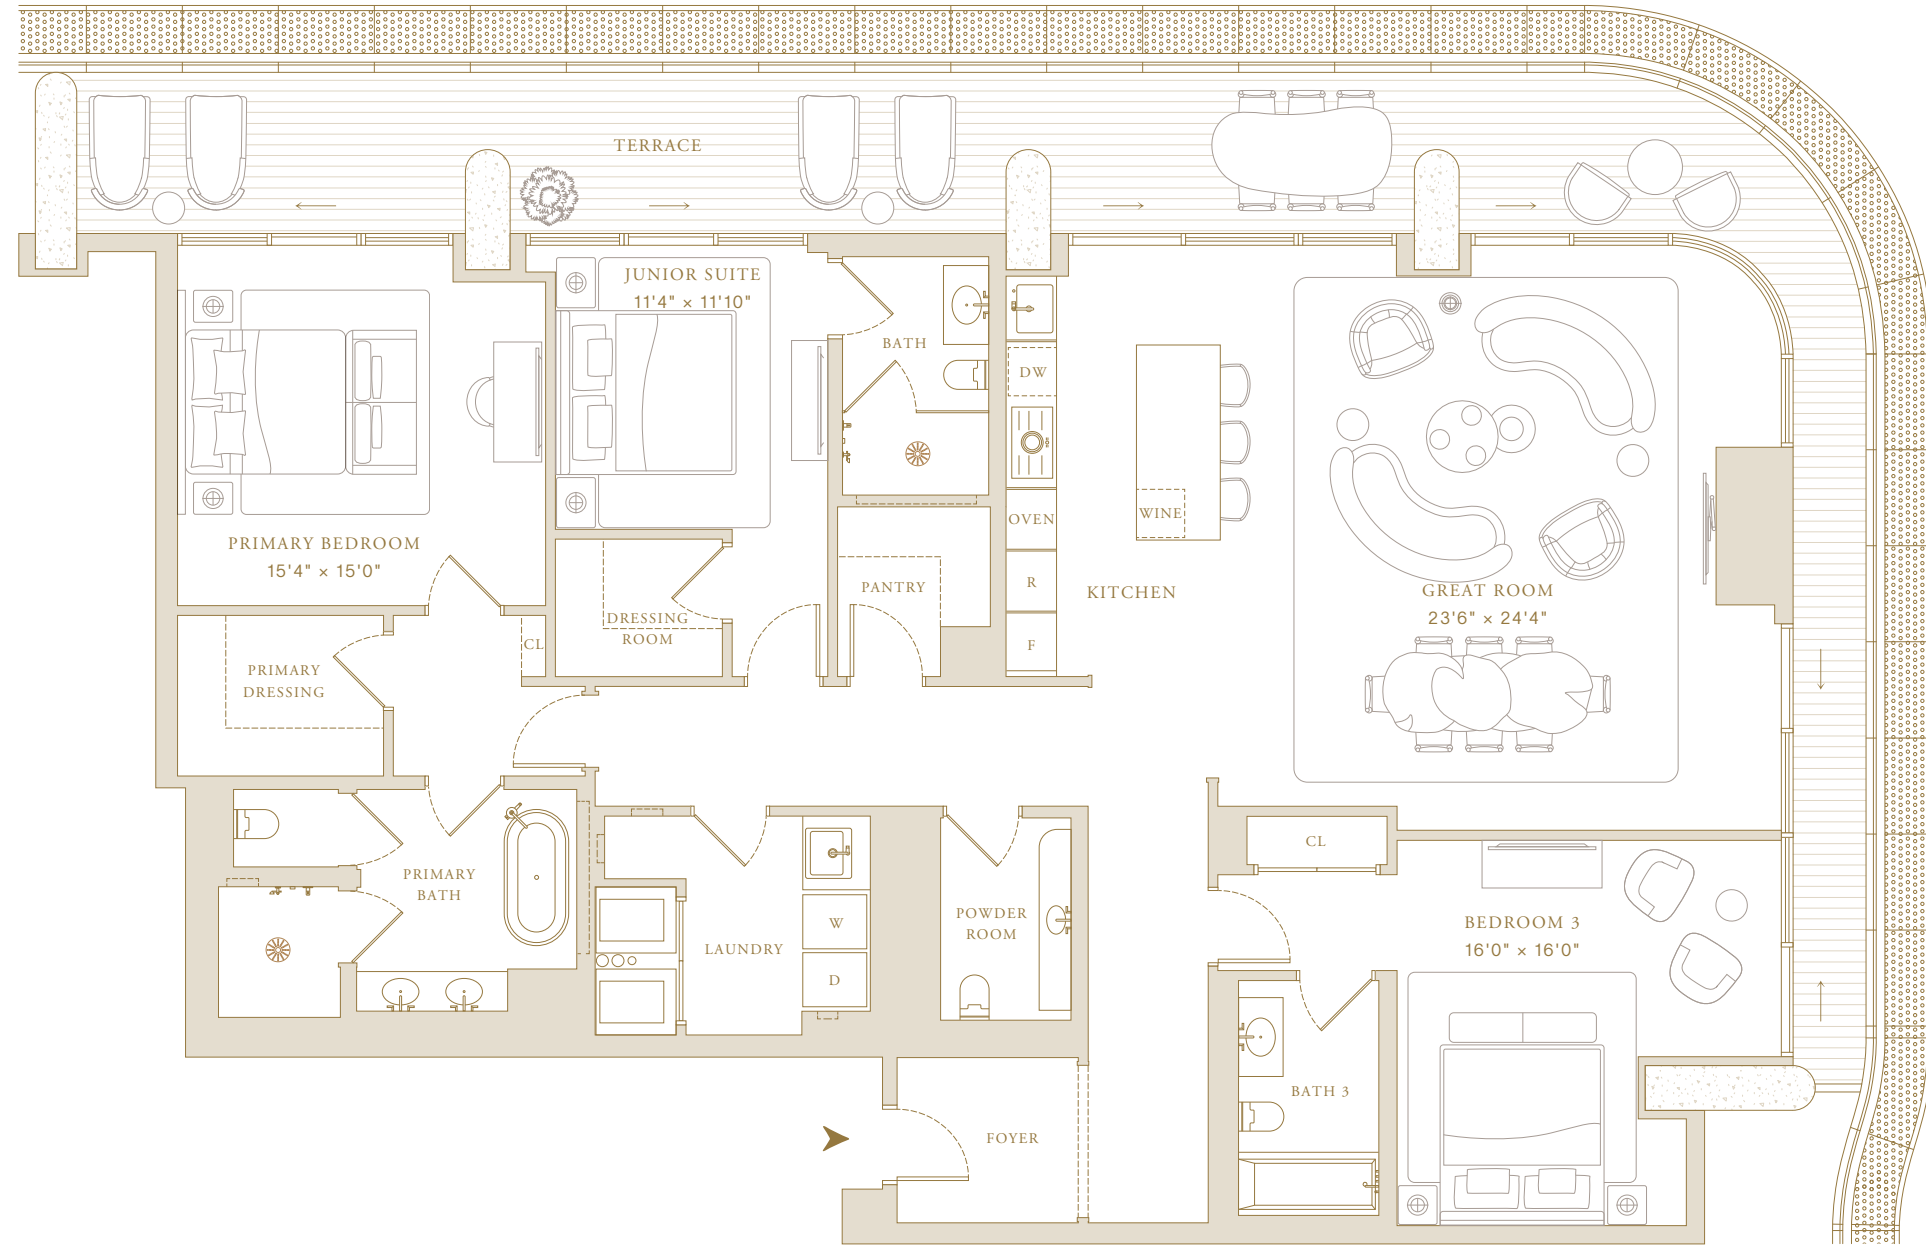 TERRACE
JUNIOR SUITE
11'4" × 11'10"
BATH
DW
OVEN
WINE
R
F
PRIMARY BEDROOM
15'4" × 15'0"
PANTRY
KITCHEN
GREAT ROOM
23'6" × 24'4"
DRESSING
ROOM
CL
PRIMARY
DRESSING
CL
PRIMARY
BATH
POWDER
ROOM
W
LAUNDRY
D
BEDROOM 3
16'0" × 16'0"
BATH 3
FOYER